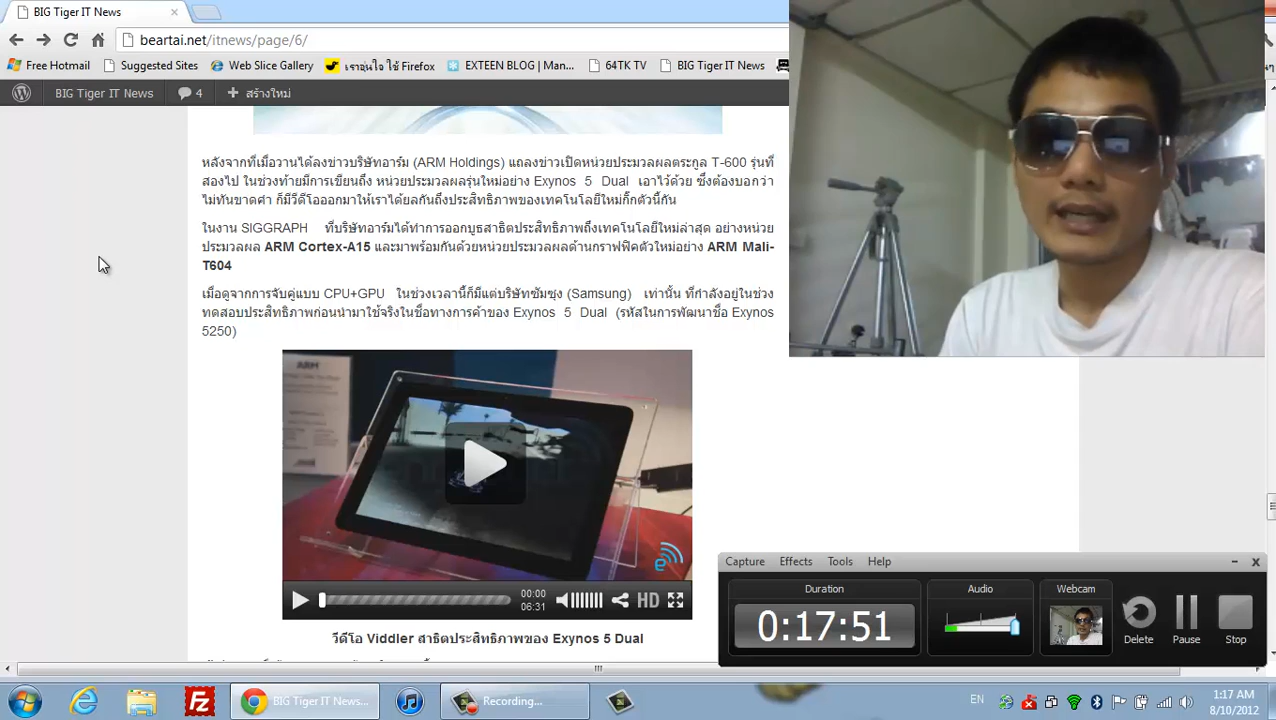 BIG Tiger IT News
beartai.net/itnews/page/6/
Free Hotmail Suggested Sites Web Slice Gallery เราอุ่นใจ ใช้ Firefox EXTEEN BLOG | Man... 64TK TV BIG Tiger IT News
BIG Tiger IT News 4 สร้างใหม่
หลังจากที่เมื่อวานได้ลงข่าวบริษัทอาร์ม (ARM Holdings) แถลงข่าวเปิดหน่วยประมวลผลตระกูล T-600 รุ่นที่
สองไป ในช่วงท้ายมีการเขียนถึง หน่วยประมวลผลรุ่นใหม่อย่าง Exynos 5 Dual เอาไว้ด้วย ซึ่งต้องบอกว่า
ไม่ทันขาดคำ ก็มีวีดีโอออกมาให้เราได้ยลกันถึงประสิทธิภาพของเทคโนโลยีใหม่กิ๊กตัวนี้กัน
ในงาน SIGGRAPH ที่บริษัทอาร์มได้ทำการออกบูธสาธิตประสิทธิภาพถึงเทคโนโลยีใหม่ล่าสุด อย่างหน่วย
ประมวลผล ARM Cortex-A15 และมาพร้อมกันด้วยหน่วยประมวลผลด้านกราฟฟิคตัวใหม่อย่าง ARM Mali-
T604
เมื่อดูจากการจับคู่แบบ CPU+GPU ในช่วงเวลานี้ก็มีแต่บริษัทซัมซุง (Samsung) เท่านั้น ที่กำลังอยู่ในช่วง
ทดสอบประสิทธิภาพก่อนนำมาใช้จริงในชื่อทางการค้าของ Exynos 5 Dual (รหัสในการพัฒนาชื่อ Exynos
5250)
ARM
00:00
06:31
HD
วีดีโอ Viddler สาธิตประสิทธิภาพของ Exynos 5 Dual
Capture Effects Tools Help
Duration Audio Webcam
0:17:51
Delete Pause Stop
BIG Tiger IT News... Recording... EN 1:17 AM
8/10/2012